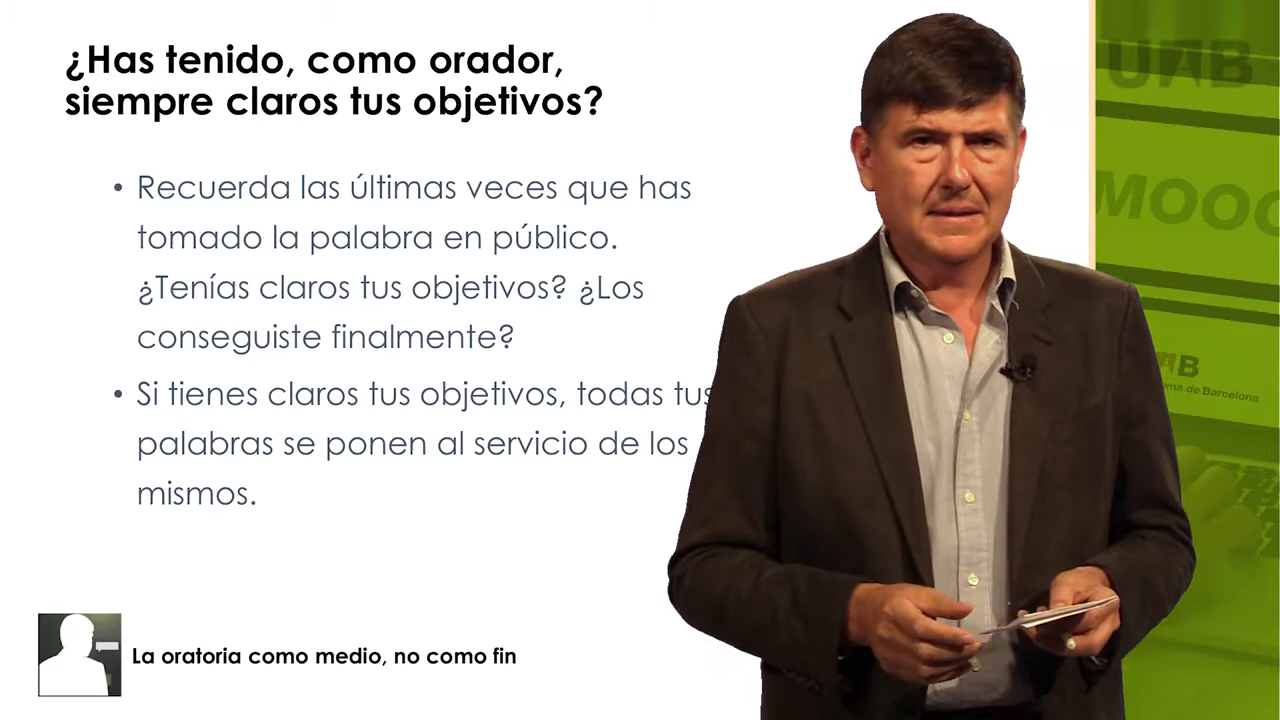 ¿Has tenido, como orador,
siempre claros tus objetivos?
• Recuerda las últimas veces que has
tomado la palabra en público.
¿Tenías claros tus objetivos? ¿Los
conseguiste finalmente?
• Si tienes claros tus objetivos, todas tus
palabras se ponen al servicio de los
mismos.
La oratoria como medio, no como fin
UAB
MOOC
de Barcelona